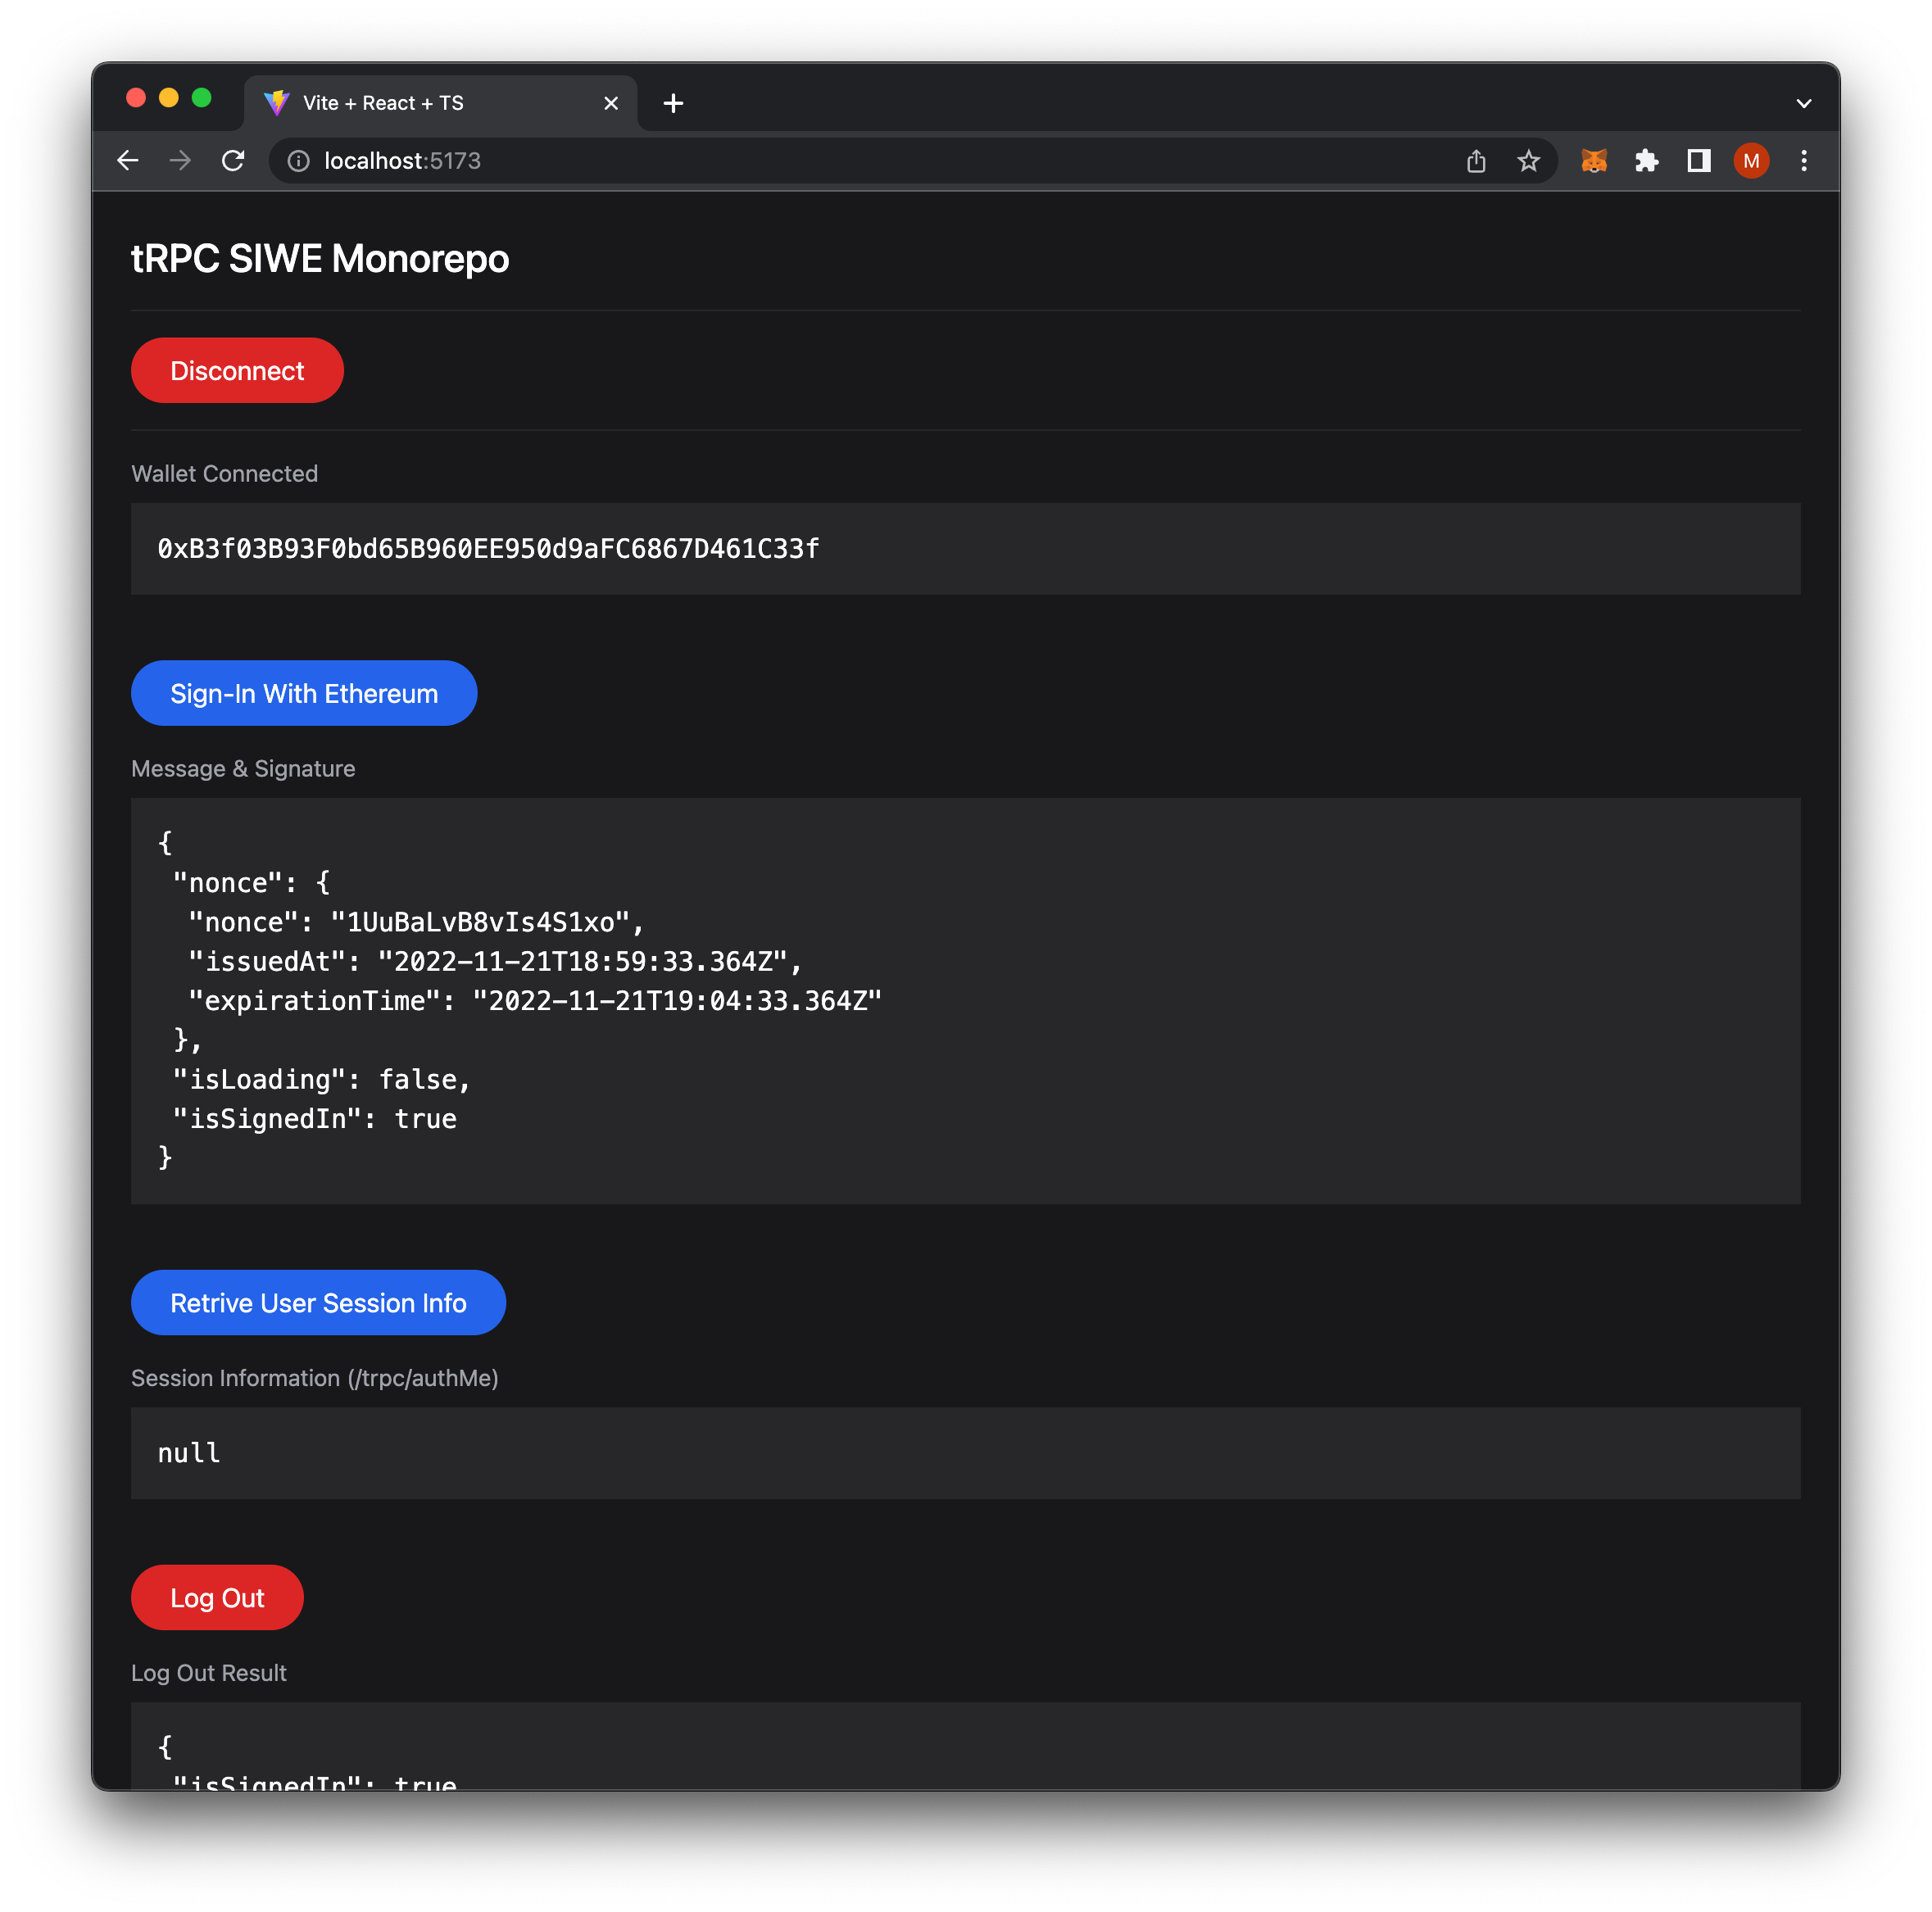 Vite + React + TS
localhost:5173
M
tRPC SIWE Monorepo
Disconnect
Wallet Connected
0xB3f03B93F0bd65B960EE950d9aFC6867D461C33f
Sign-In With Ethereum
Message & Signature
{
"nonce": {
"nonce": "1UuBaLvB8vIs4S1xo",
"issuedAt": "2022-11-21T18:59:33.364Z",
"expirationTime": "2022-11-21T19:04:33.364Z"
},
"isLoading": false,
"isSignedIn": true
}
Retrive User Session Info
Session Information (/trpc/authMe)
null
Log Out
Log Out Result
{
"isSignedIn": true